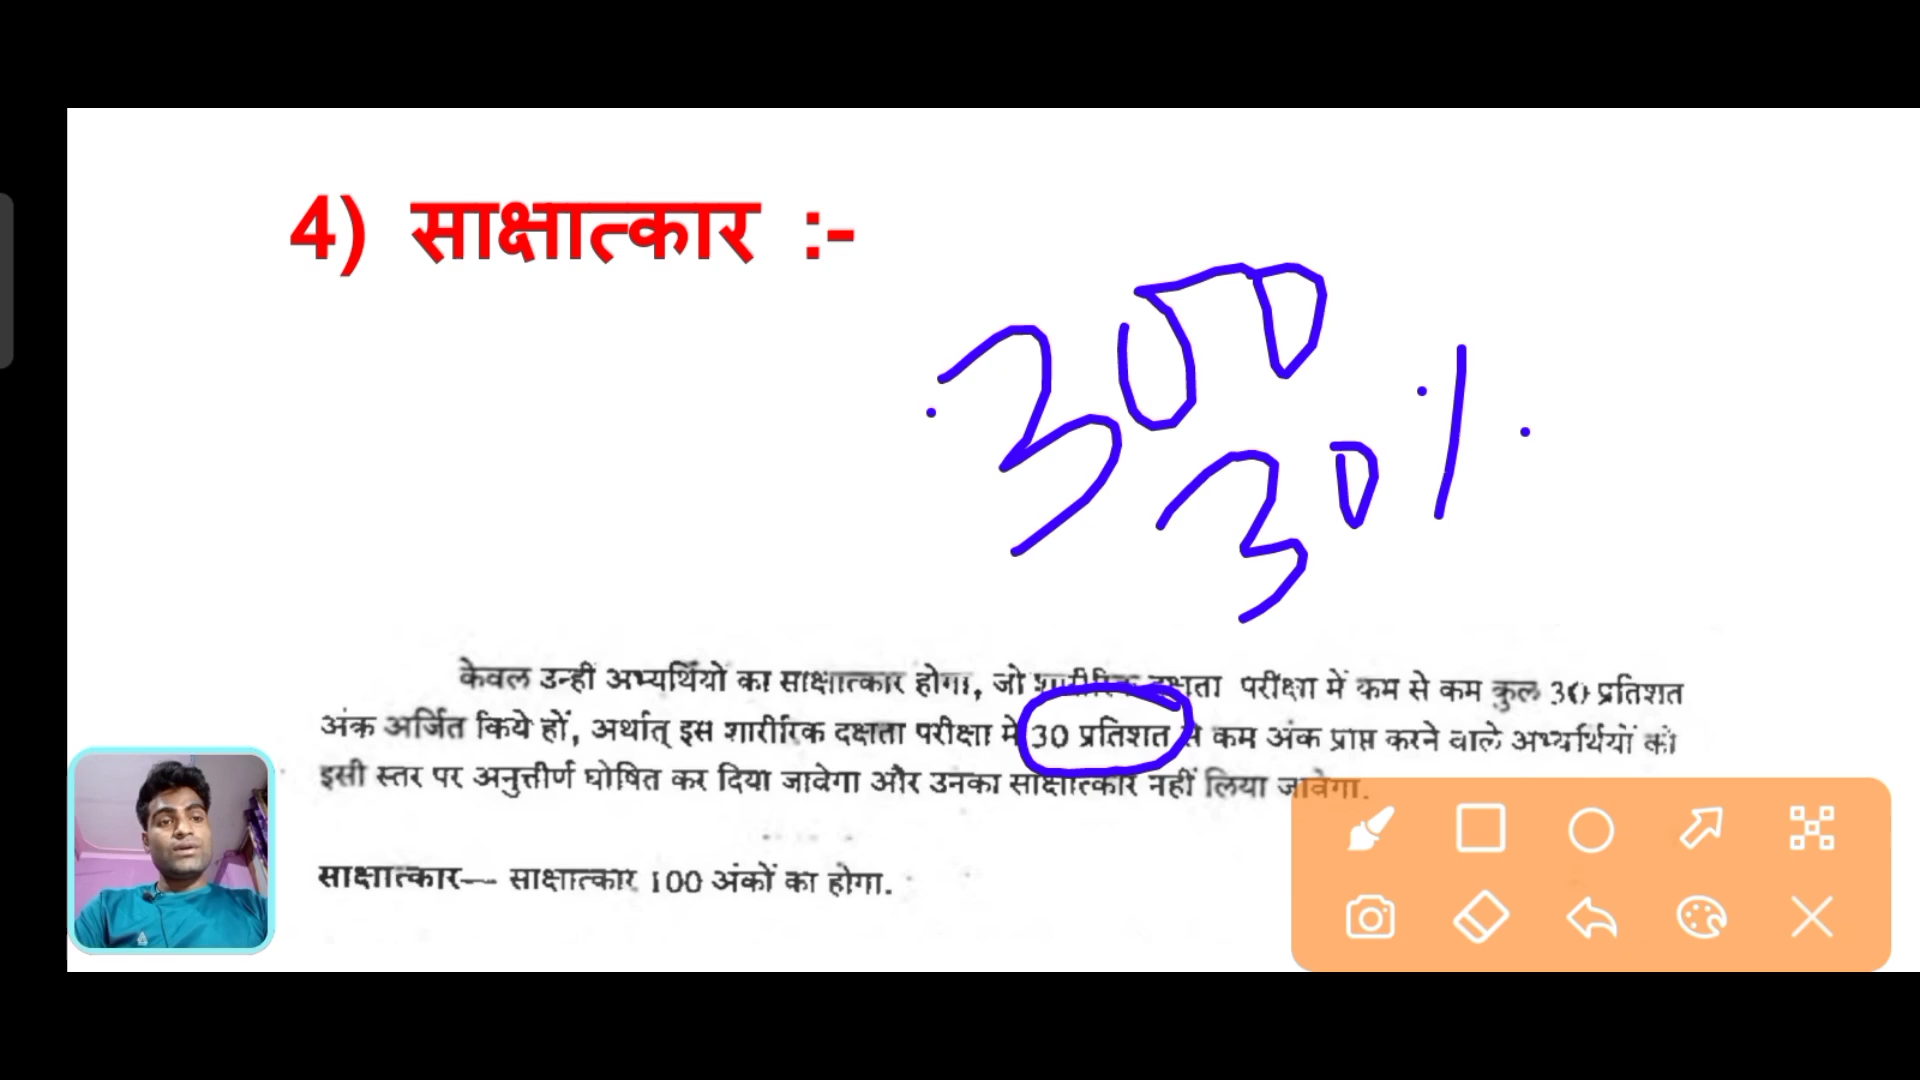 4) साक्षात्कार :-
300
30%
केवल उन्ही अभ्यर्थियो का साक्षात्कार होगा, जो शारीरिक दक्षता परीक्षा में कम से कम कुल 30 प्रतिशत
अंक अर्जित किये हों, अर्थात् इस शारीरिक दक्षता परीक्षा मे 30 प्रतिशत से कम अंक प्राप्त करने वाले अभ्यर्थियों को
इसी स्तर पर अनुत्तीर्ण घोषित कर दिया जावेगा और उनका साक्षात्कार नहीं लिया जावेगा.
साक्षात्कार— साक्षात्कार 100 अंकों का होगा.